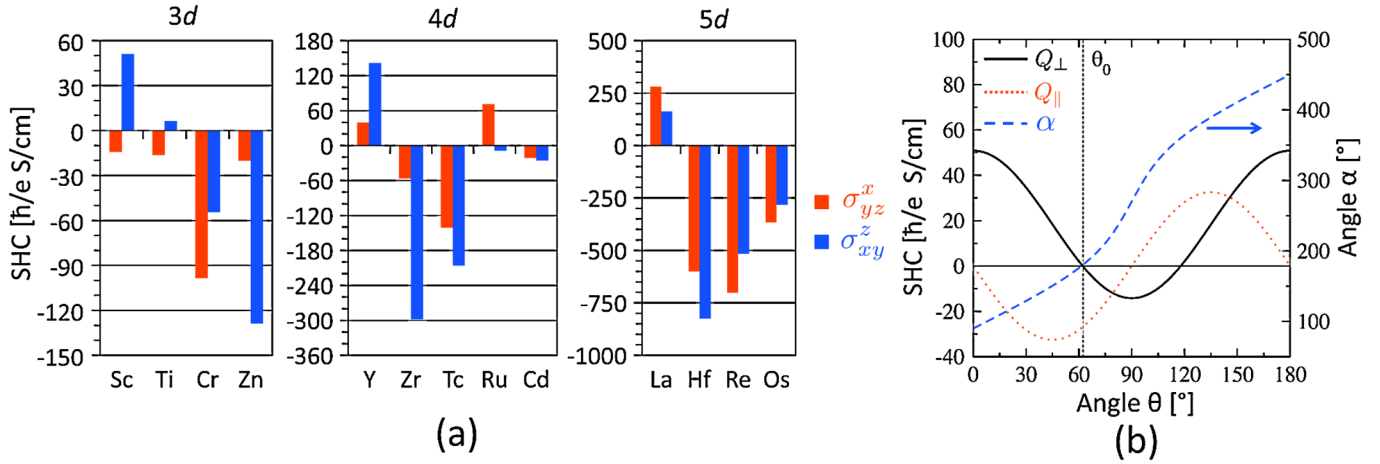 (a)
3d
4d
5d
SHC [ħ/e S/cm]
60
30
0
-30
-60
-90
-120
-150
Sc Ti Cr Zn
180
120
60
0
-60
-120
-180
-240
-300
-360
Y Zr Tc Ru Cd
500
250
0
-250
-500
-750
-1000
La Hf Re Os
σ^x_yz
σ^z_xy
(a)
SHC [ħ/e S/cm]
100
80
60
40
20
0
-20
-40
Q⊥
Q∥
α
θ₀
500
400
300
200
100
Angle α [°]
0 30 60 90 120 150 180
Angle θ [°]
(b)